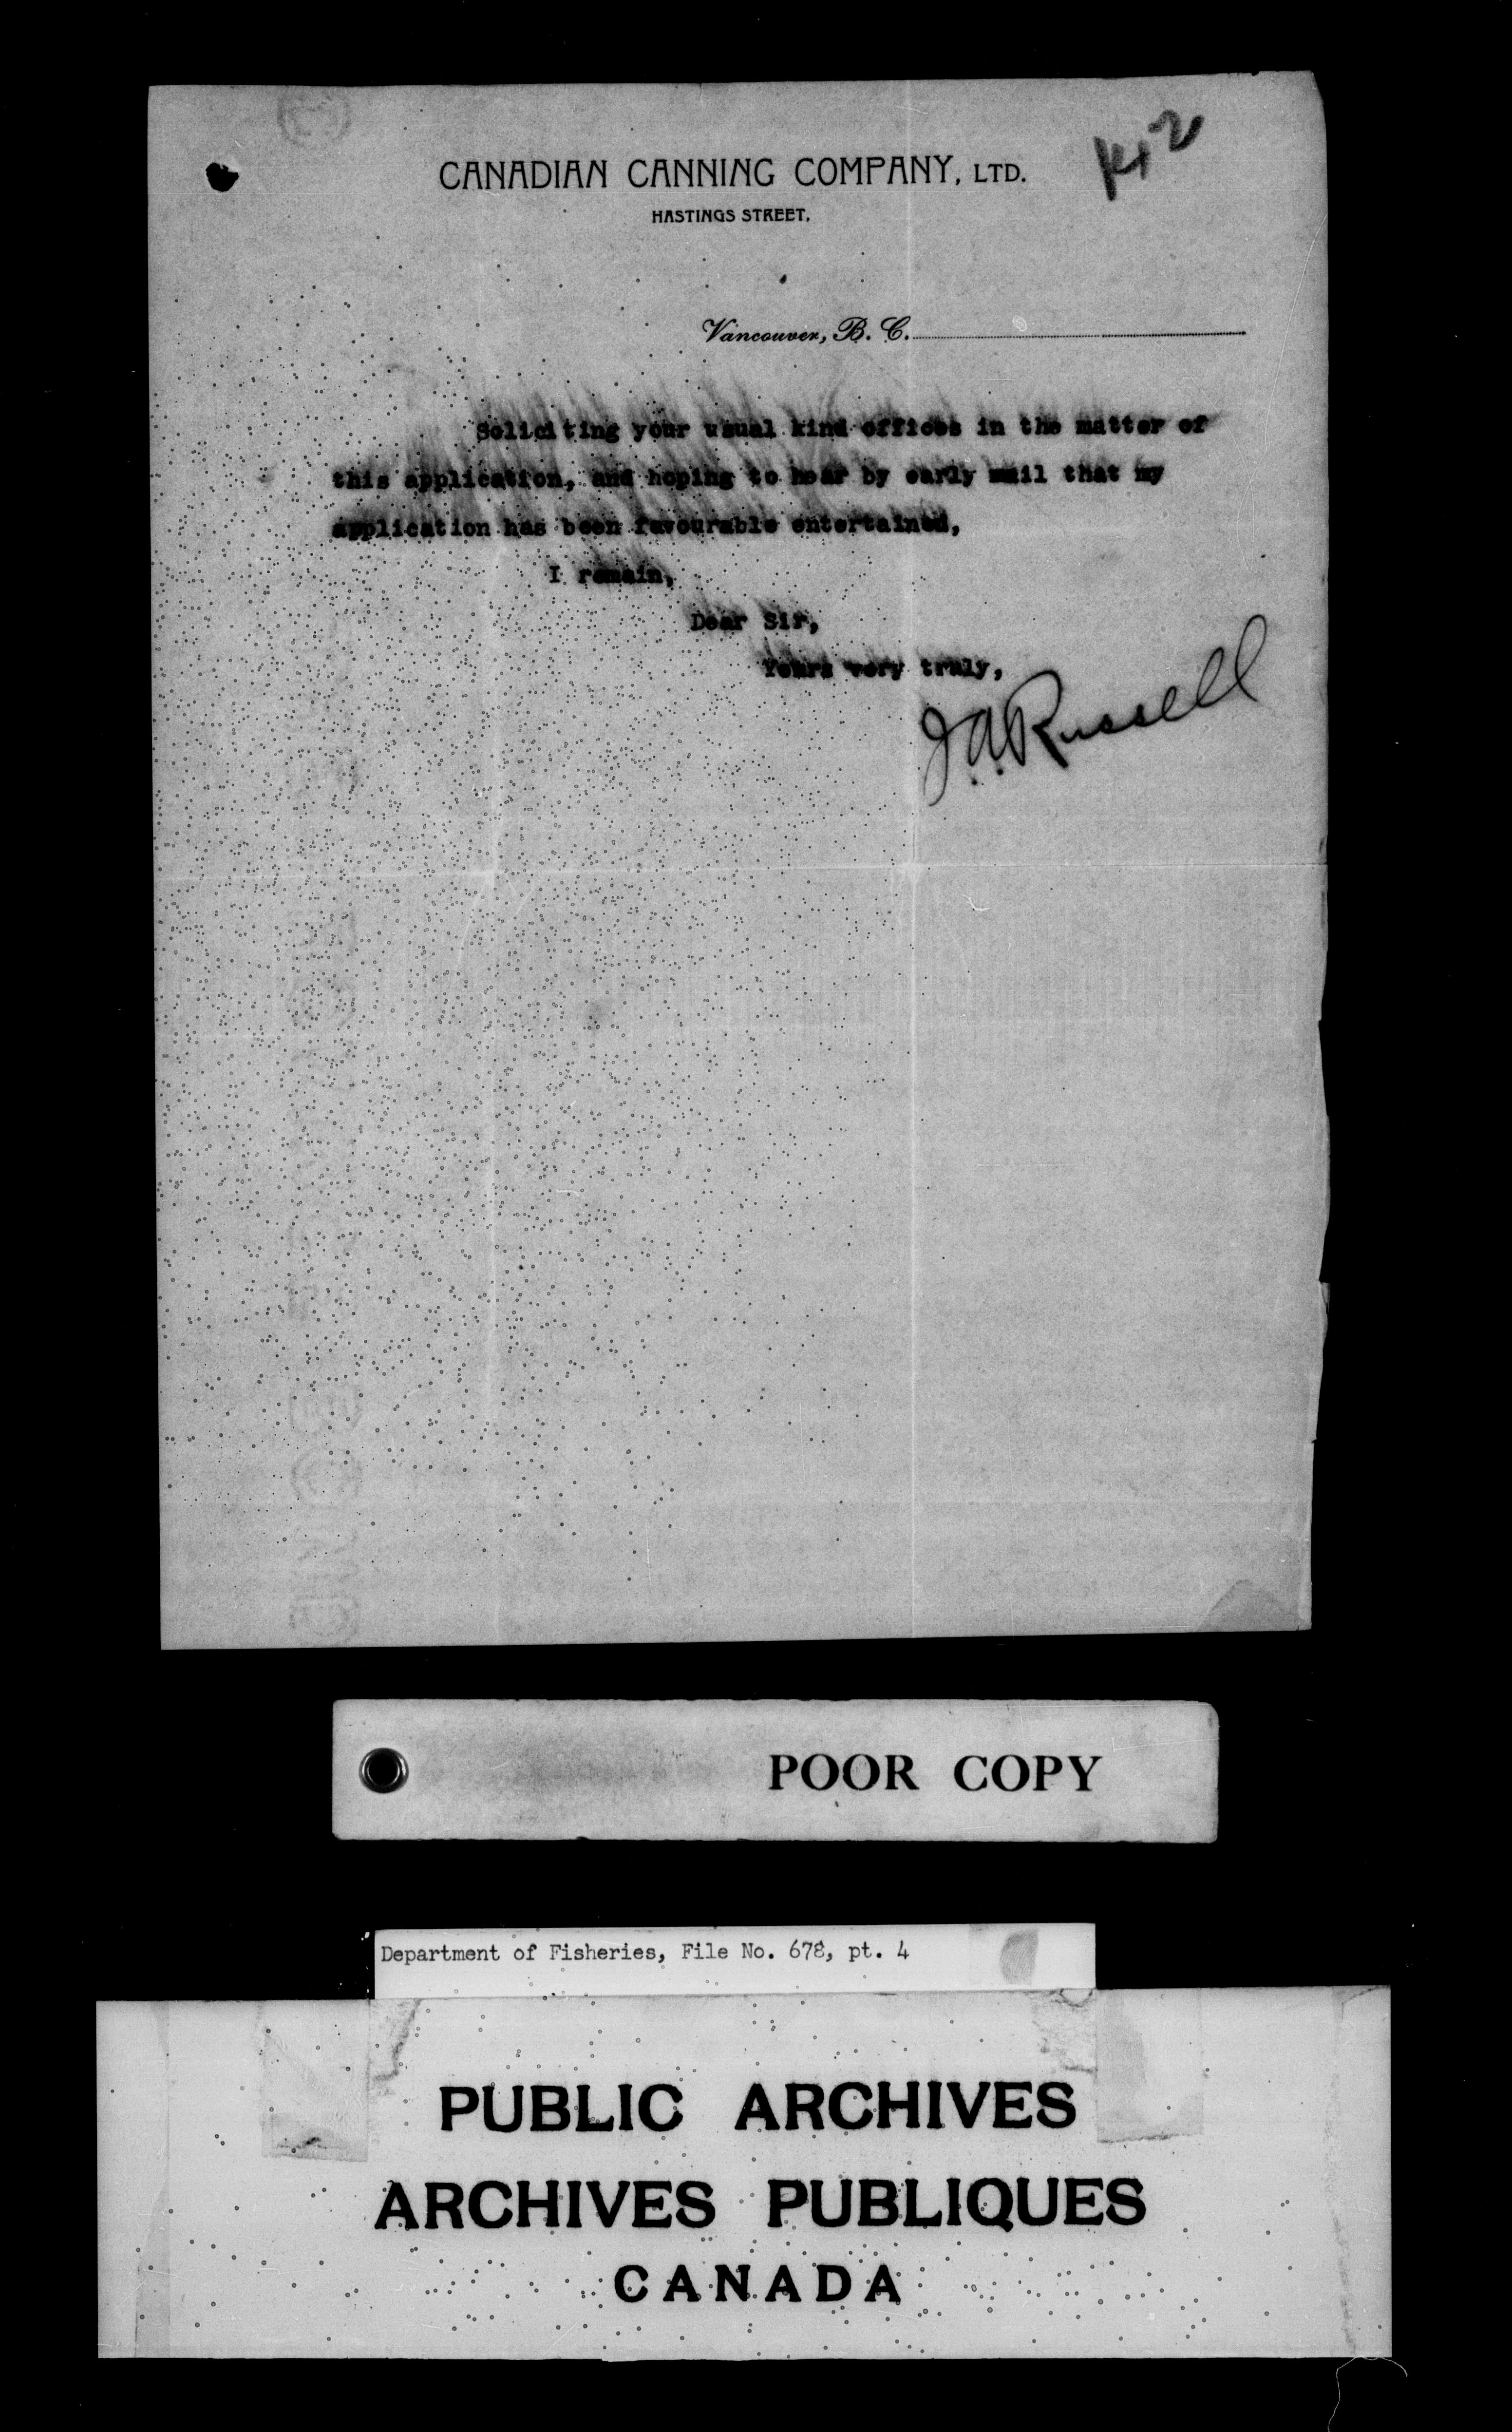 CANADIAN CANNING COMPANY, LTD.
HASTINGS STREET,
Vancouver, B. C.
Soliciting your usual kind offices in the matter of
this application, and hoping to hear by early mail that my
application has been favourable entertained,
I remain,
Dear Sir,
Yours very truly,
J.A. Russell
POOR COPY
Department of Fisheries, File No. 678, pt. 4
PUBLIC ARCHIVES
ARCHIVES PUBLIQUES
CANADA